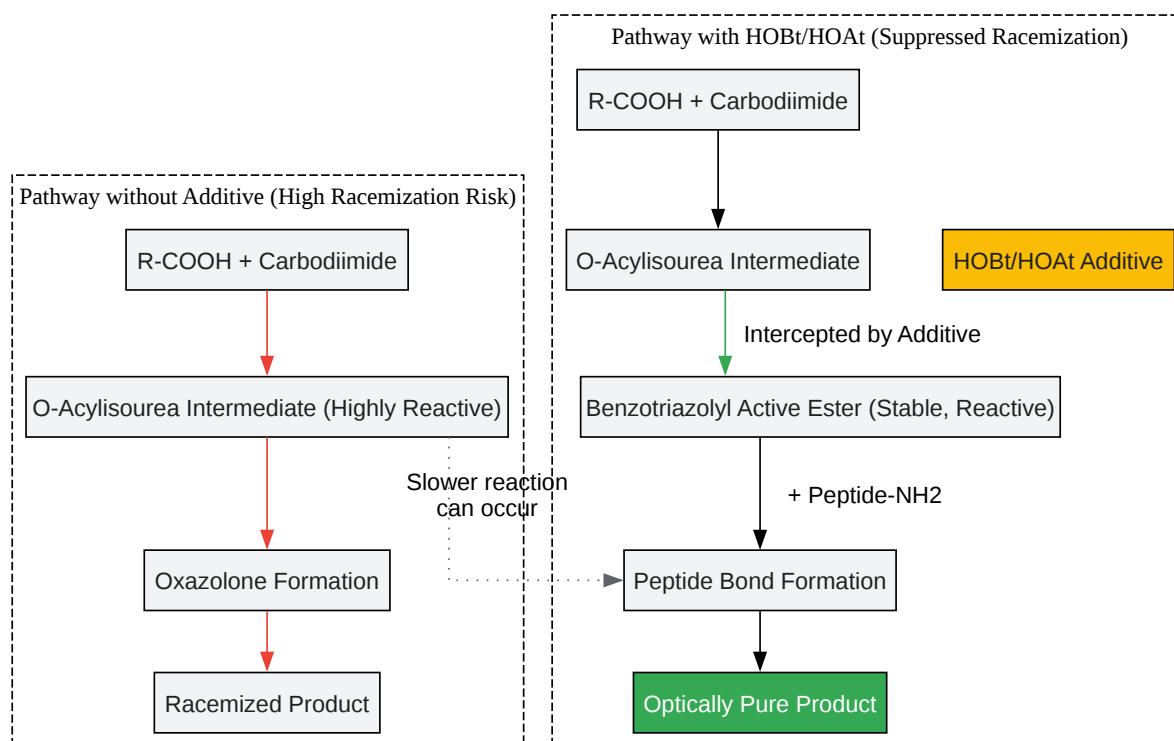 Pathway with HOBt/HOAt (Suppressed Racemization)
R-COOH + Carbodiimide
O-Acylisourea Intermediate
HOBt/HOAt Additive
Intercepted by Additive
Benzotriazolyl Active Ester (Stable, Reactive)
+ Peptide-NH2
Peptide Bond Formation
Optically Pure Product
Pathway without Additive (High Racemization Risk)
R-COOH + Carbodiimide
O-Acylisourea Intermediate (Highly Reactive)
Slower reaction
can occur
Oxazolone Formation
Racemized Product